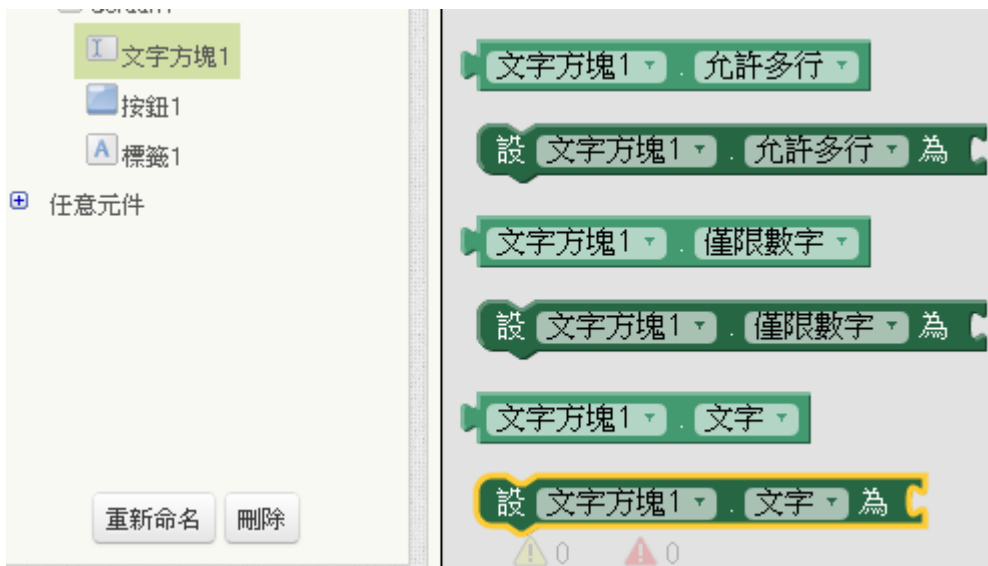 文字方塊1
按鈕1
標籤1
任意元件
重新命名 刪除
文字方塊1 . 允許多行
設 文字方塊1 . 允許多行 為
文字方塊1 . 僅限數字
設 文字方塊1 . 僅限數字 為
文字方塊1 . 文字
設 文字方塊1 . 文字 為
0 0